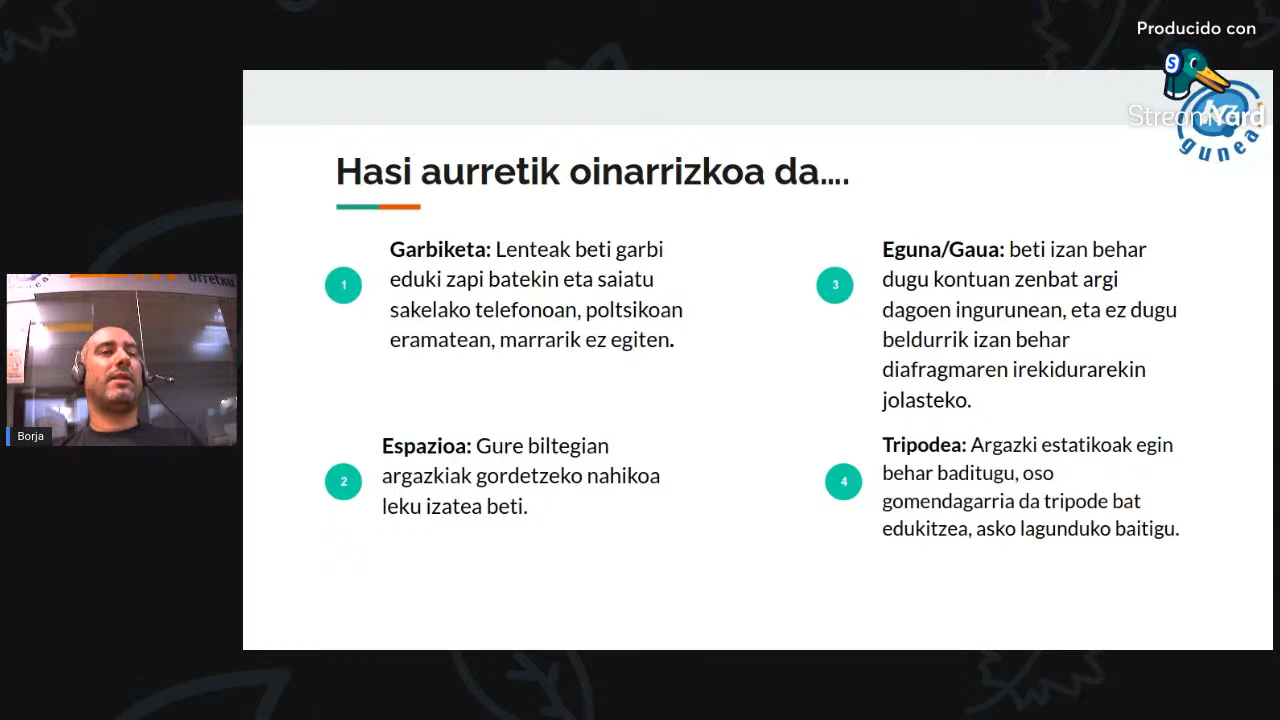 Producido con
StreamYard
gunea
Hasi aurretik oinarrizkoa da....
1
Garbiketa: Lenteak beti garbi
eduki zapi batekin eta saiatu
sakelako telefonoan, poltsikoan
eramatean, marrarik ez egiten.
2
Espazioa: Gure biltegian
argazkiak gordetzeko nahikoa
leku izatea beti.
3
Eguna/Gaua: beti izan behar
dugu kontuan zenbat argi
dagoen ingurunean, eta ez dugu
beldurrik izan behar
diafragmaren irekidurarekin
jolasteko.
4
Tripodea: Argazki estatikoak egin
behar baditugu, oso
gomendagarria da tripode bat
edukitzea, asko lagunduko baitigu.
Urretxu
Borja